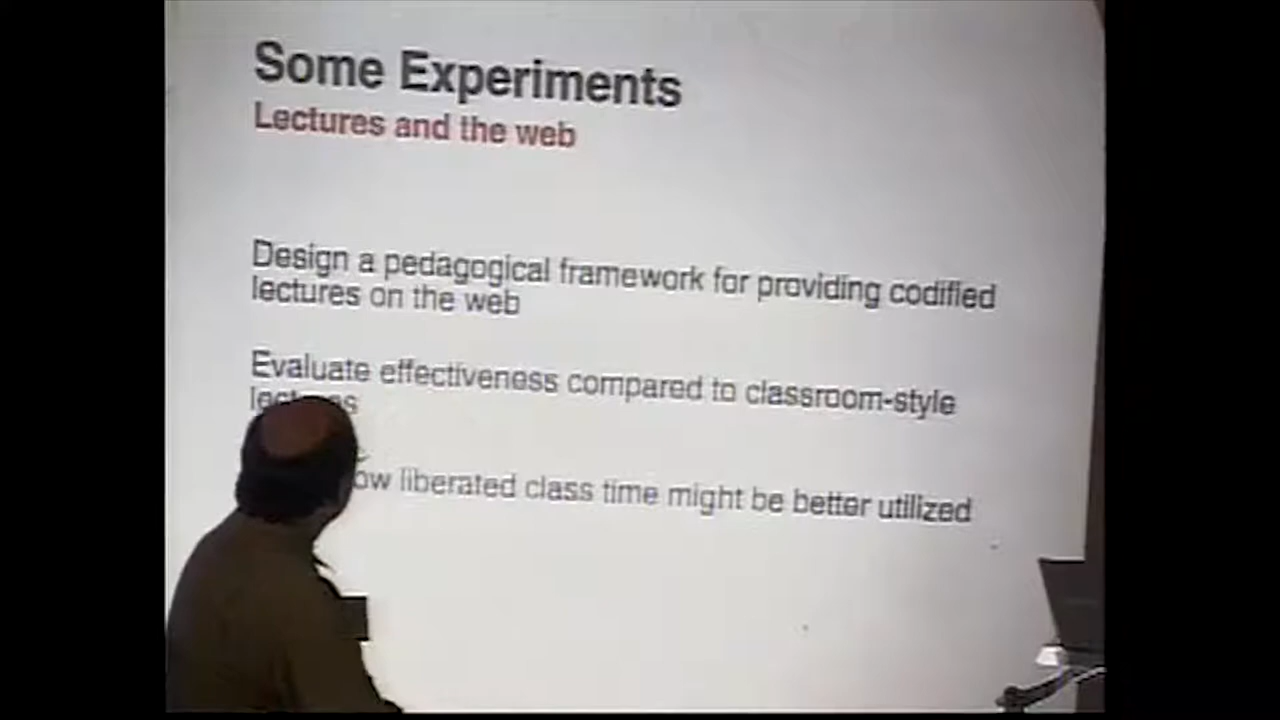 Some Experiments
Lectures and the web
Design a pedagogical framework for providing codified
lectures on the web
Evaluate effectiveness compared to classroom-style
lectures
liberated class time might be better utilized